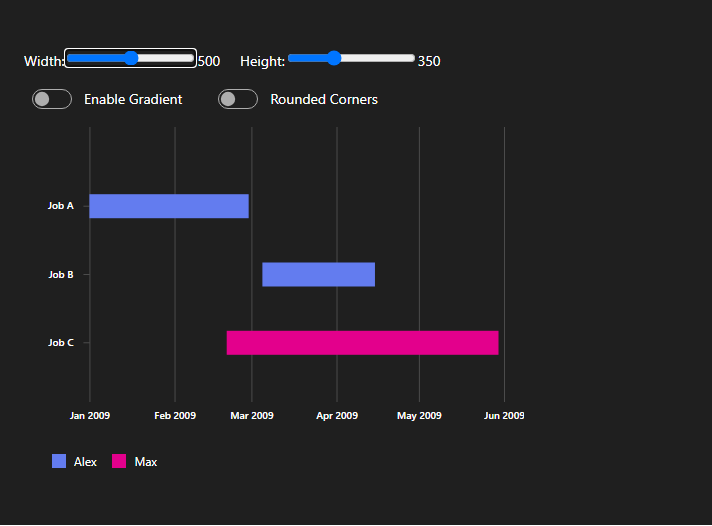 Width: 500 Height: 350
Enable Gradient Rounded Corners
Job A
Job B
Job C
Jan 2009 Feb 2009 Mar 2009 Apr 2009 May 2009 Jun 2009
Alex Max